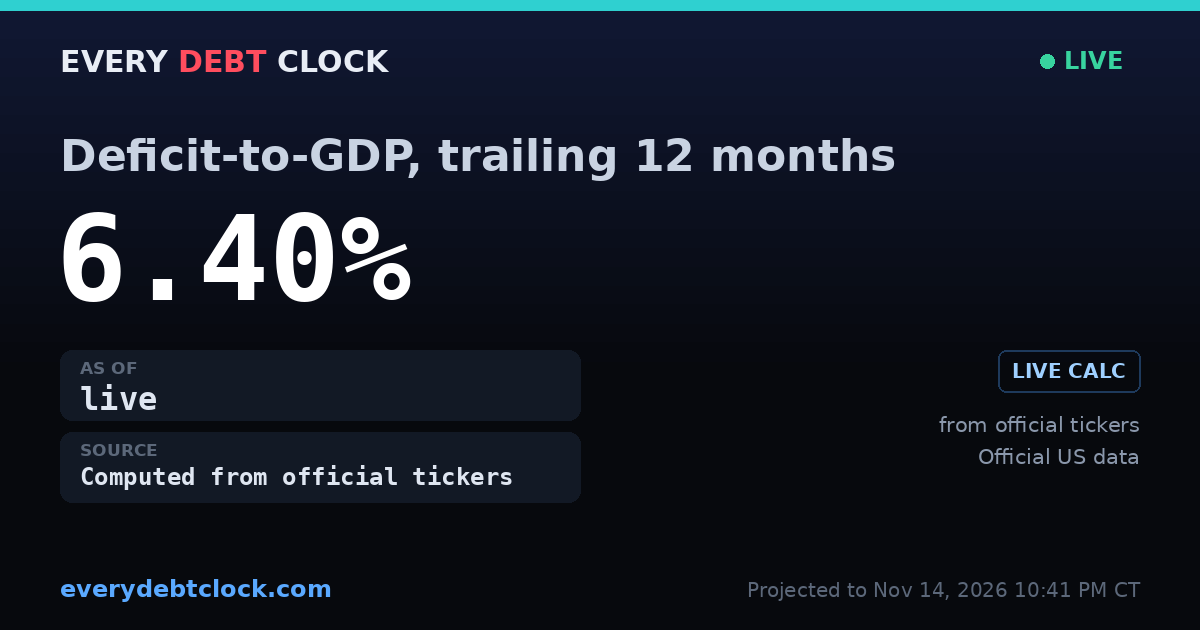 EVERY DEBT CLOCK
LIVE
Deficit-to-GDP, trailing 12 months
6.40%
AS OF
live
SOURCE
Computed from official tickers
LIVE CALC
from official tickers
Official US data
everydebtclock.com
Projected to Nov 14, 2026 10:41 PM CT